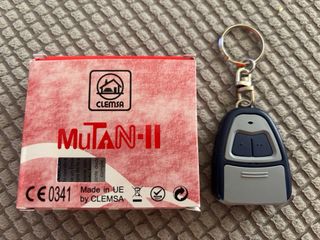 CLEMSA
MuTAN-II
CE 0341
Made in UE
by CLEMSA